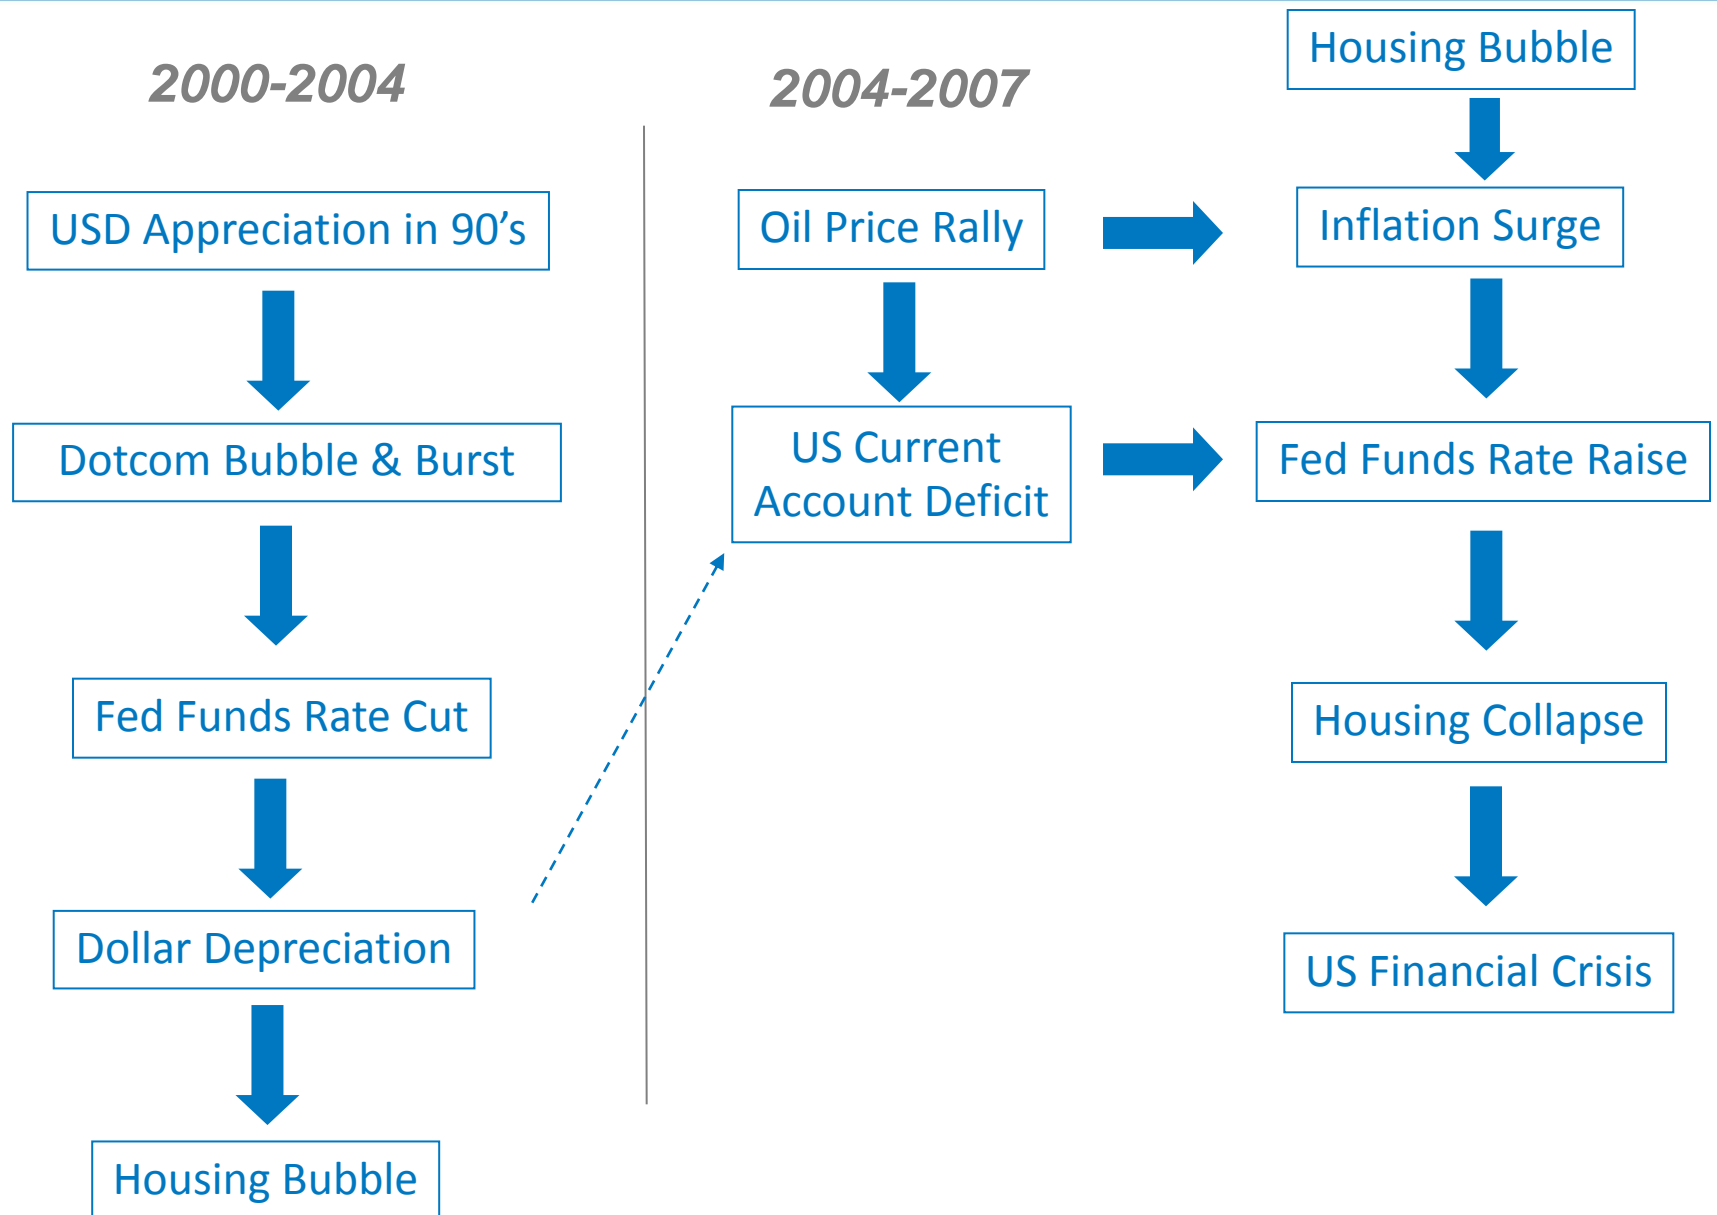 2000-2004
USD Appreciation in 90’s
Dotcom Bubble & Burst
Fed Funds Rate Cut
Dollar Depreciation
Housing Bubble
2004-2007
Oil Price Rally
US Current
Account Deficit
Housing Bubble
Inflation Surge
Fed Funds Rate Raise
Housing Collapse
US Financial Crisis